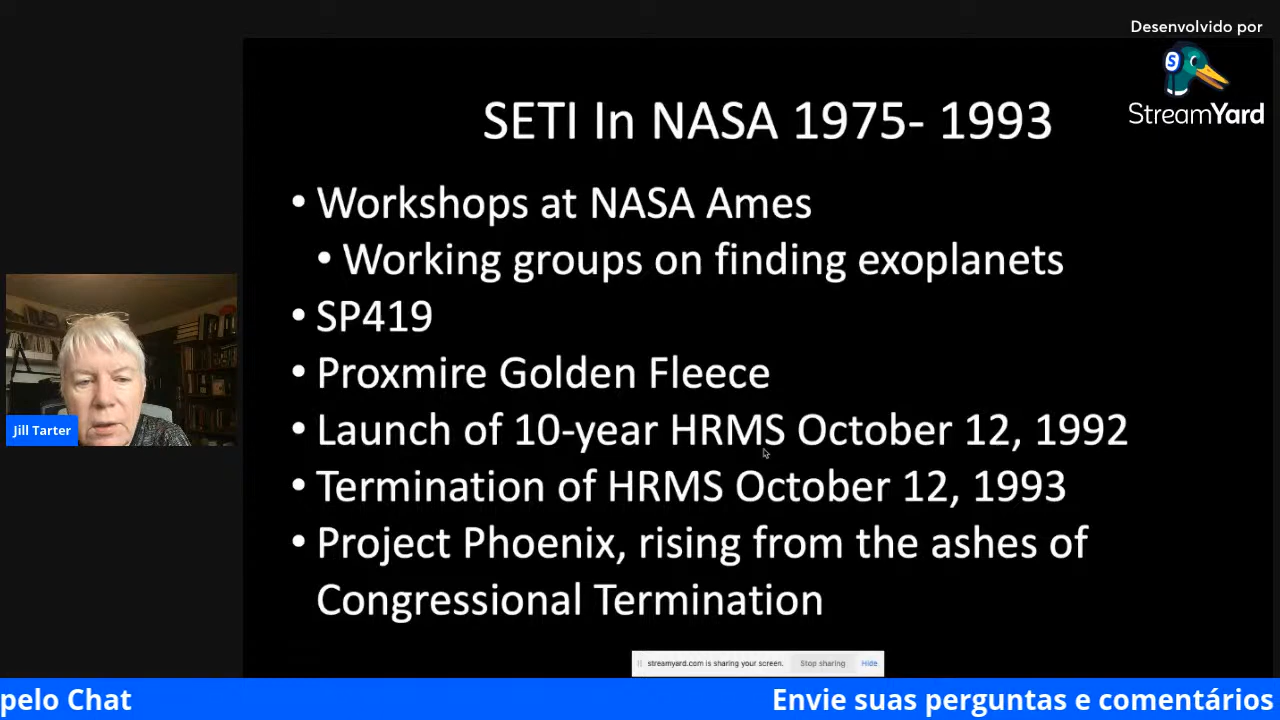 Desenvolvido por
S
StreamYard
SETI In NASA 1975- 1993
• Workshops at NASA Ames
• Working groups on finding exoplanets
• SP419
• Proxmire Golden Fleece
• Launch of 10-year HRMS October 12, 1992
• Termination of HRMS October 12, 1993
• Project Phoenix, rising from the ashes of
Congressional Termination
Jill Tarter
streamyard.com is sharing your screen. Stop sharing Hide
pelo Chat Envie suas perguntas e comentários